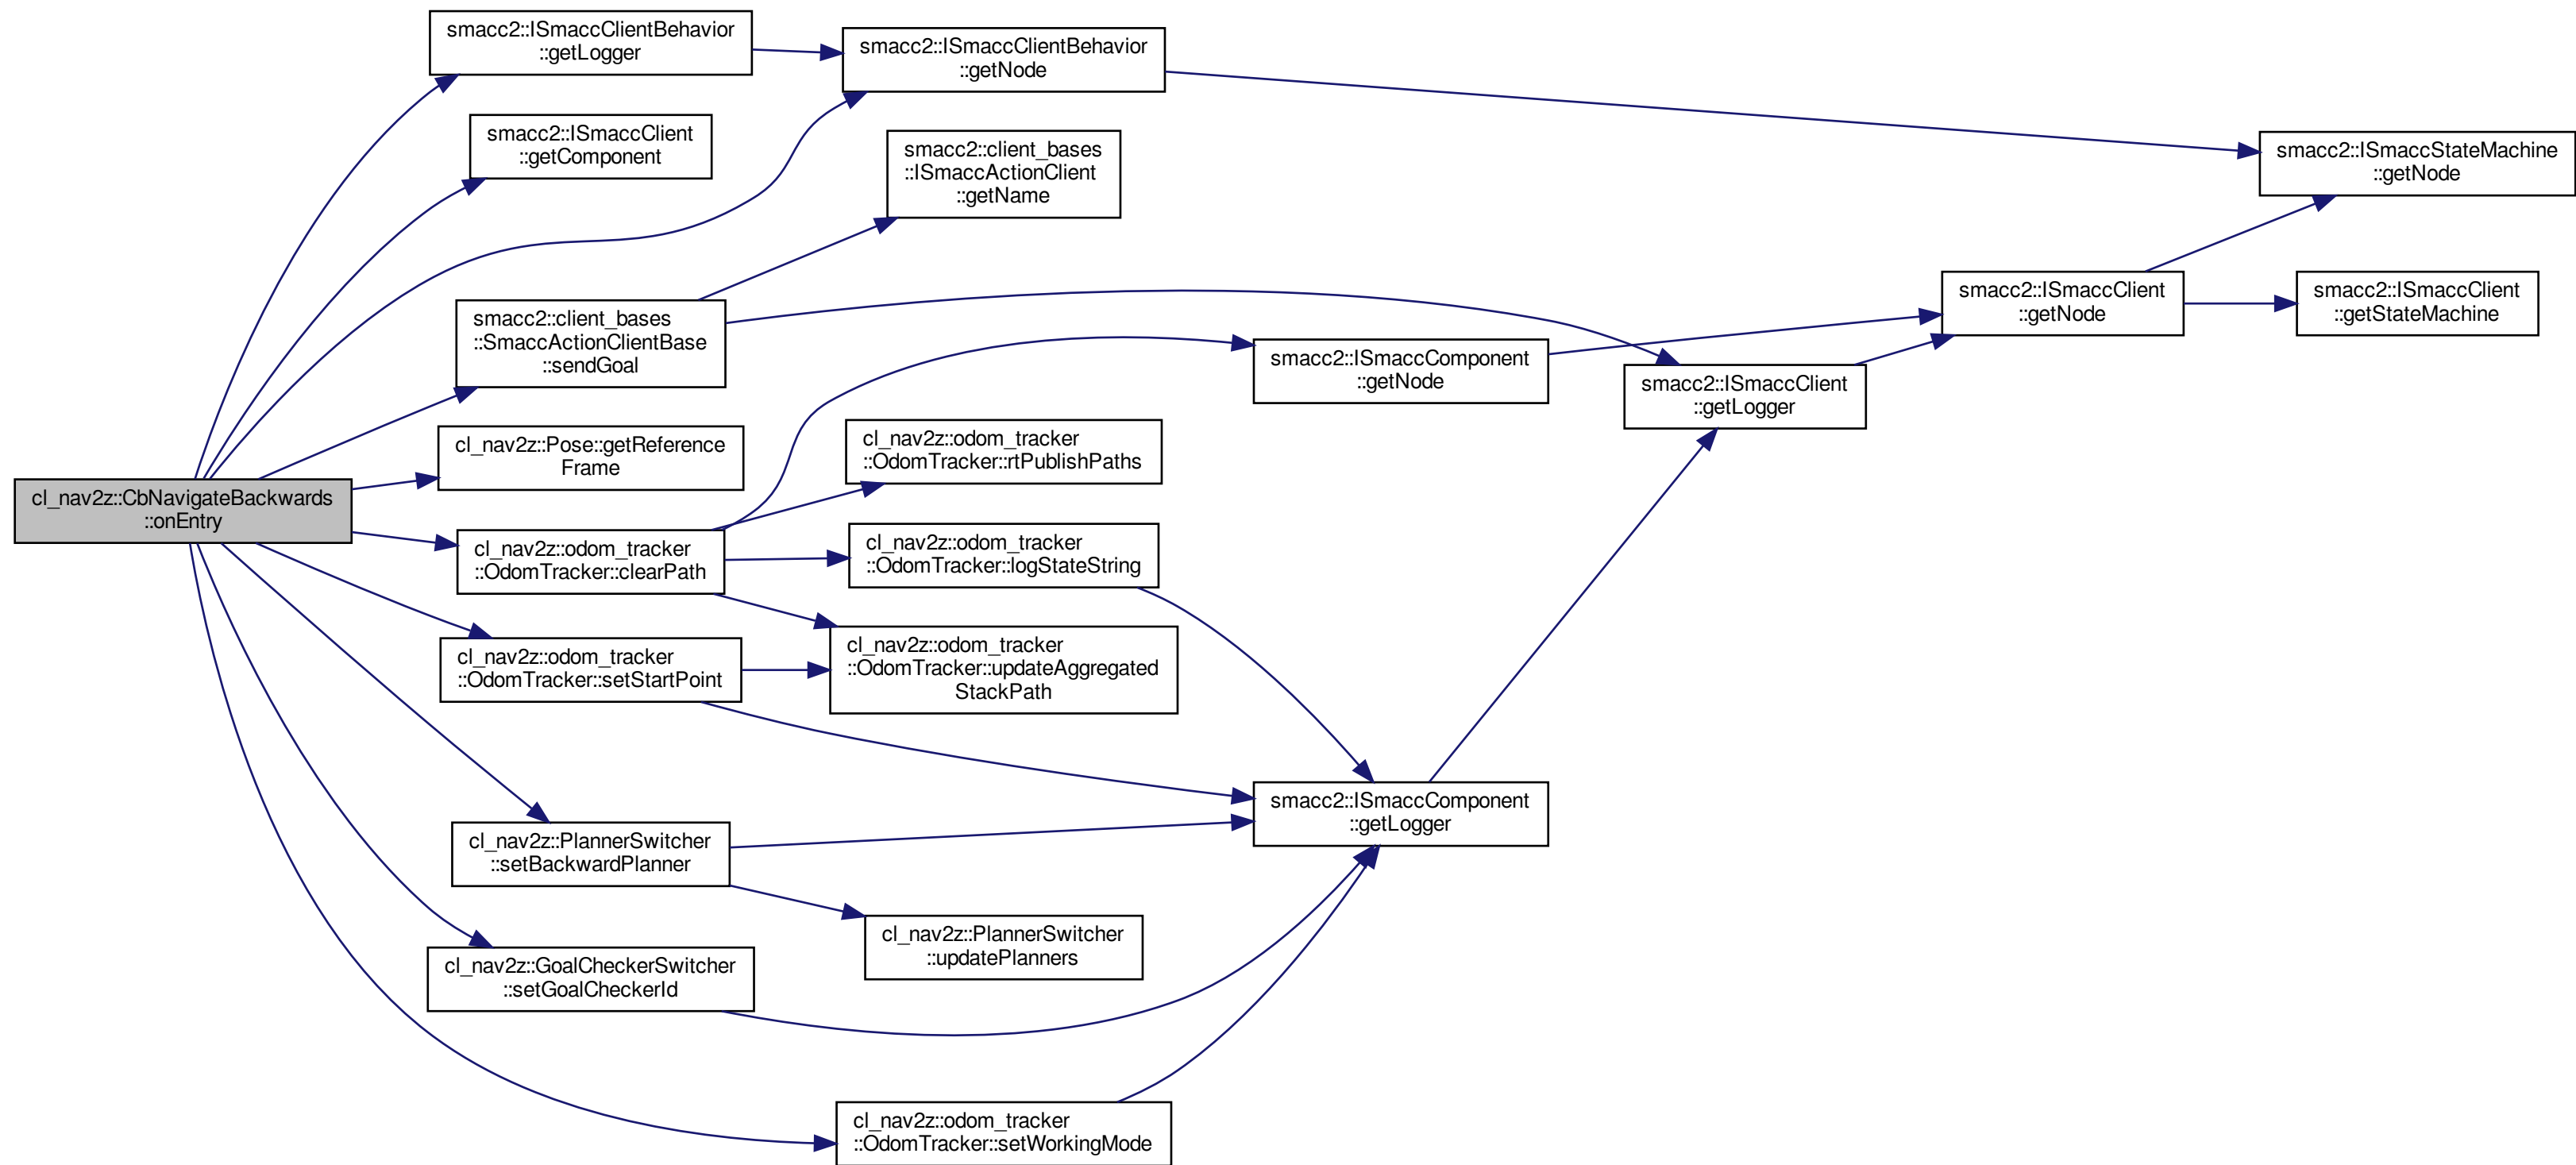 smacc2::ISmaccClientBehavior
::getLogger
smacc2::ISmaccClientBehavior
::getNode
smacc2::ISmaccClient
::getComponent
smacc2::client_bases
::ISmaccActionClient
::getName
smacc2::ISmaccStateMachine
::getNode
smacc2::ISmaccClient
::getNode
smacc2::ISmaccClient
::getStateMachine
smacc2::client_bases
::SmaccActionClientBase
::sendGoal
smacc2::ISmaccComponent
::getNode
smacc2::ISmaccClient
::getLogger
cl_nav2z::Pose::getReference
Frame
cl_nav2z::odom_tracker
::OdomTracker::rtPublishPaths
cl_nav2z::CbNavigateBackwards
::onEntry
cl_nav2z::odom_tracker
::OdomTracker::clearPath
cl_nav2z::odom_tracker
::OdomTracker::logStateString
cl_nav2z::odom_tracker
::OdomTracker::setStartPoint
cl_nav2z::odom_tracker
::OdomTracker::updateAggregated
StackPath
smacc2::ISmaccComponent
::getLogger
cl_nav2z::PlannerSwitcher
::setBackwardPlanner
cl_nav2z::PlannerSwitcher
::updatePlanners
cl_nav2z::GoalCheckerSwitcher
::setGoalCheckerId
cl_nav2z::odom_tracker
::OdomTracker::setWorkingMode